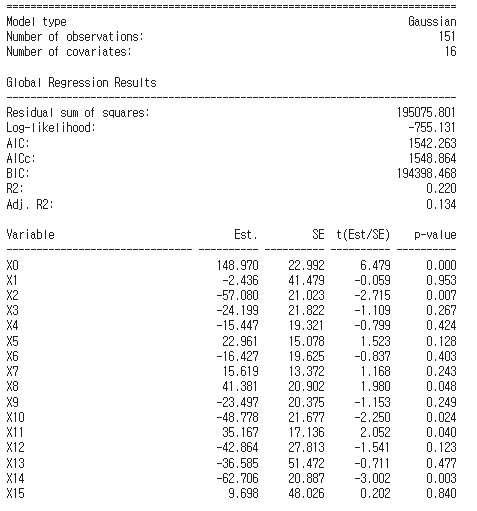 ===========================================================================
Model type                                                         Gaussian
Number of observations:                                                 151
Number of covariates:                                                    16

Global Regression Results
---------------------------------------------------------------------------
Residual sum of squares:                                         195075.801
Log-likelihood:                                                    -755.131
AIC:                                                               1542.263
AICc:                                                              1548.864
BIC:                                                             194398.468
R2:                                                                   0.220
Adj. R2:                                                              0.134

Variable                              Est.         SE  t(Est/SE)    p-value
------------------------------- ---------- ---------- ---------- ----------
X0                                 148.970     22.992      6.479      0.000
X1                                  -2.436     41.479     -0.059      0.953
X2                                 -57.080     21.023     -2.715      0.007
X3                                 -24.199     21.822     -1.109      0.267
X4                                 -15.447     19.321     -0.799      0.424
X5                                  22.961     15.078      1.523      0.128
X6                                 -16.427     19.625     -0.837      0.403
X7                                  15.619     13.372      1.168      0.243
X8                                  41.381     20.902      1.980      0.048
X9                                 -23.497     20.375     -1.153      0.249
X10                                -48.778     21.677     -2.250      0.024
X11                                 35.167     17.136      2.052      0.040
X12                                -42.864     27.813     -1.541      0.123
X13                                -36.585     51.472     -0.711      0.477
X14                                -62.706     20.887     -3.002      0.003
X15                                  9.698     48.026      0.202      0.840